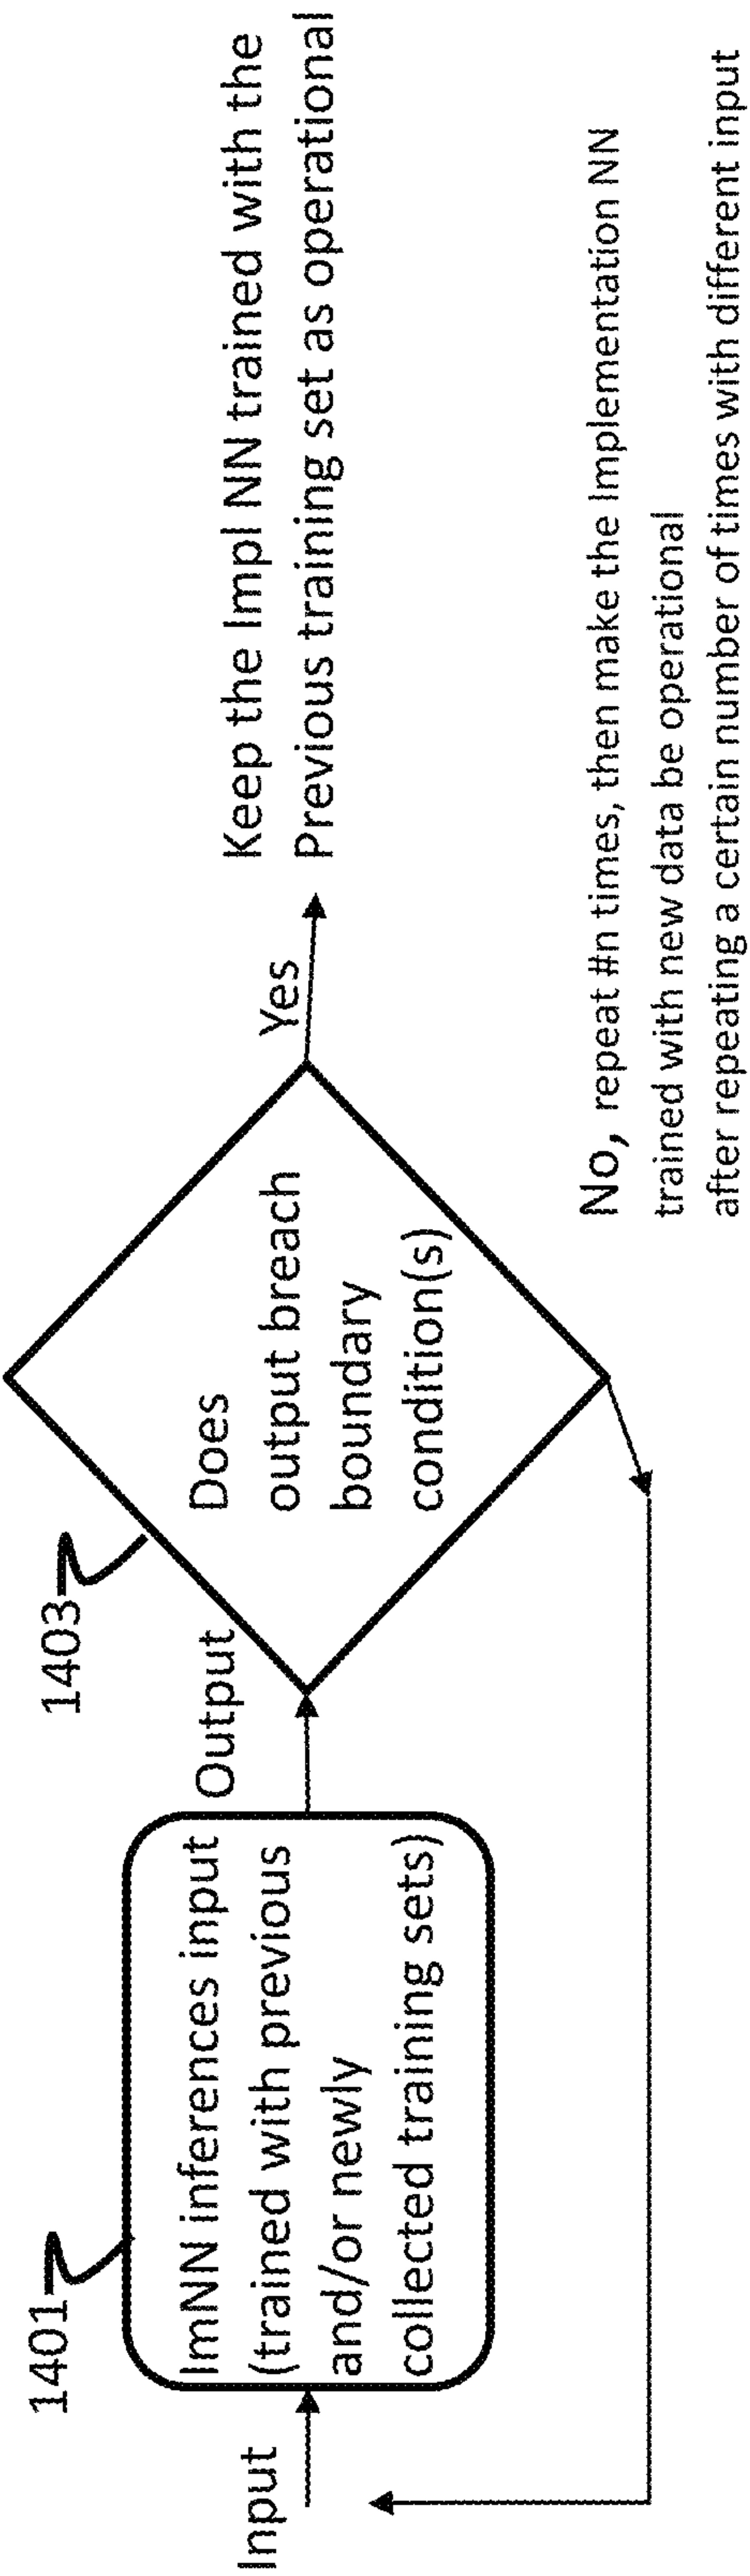 1401
Input
ImNN inferences input
(trained with previous
and/or newly
collected training sets)
Output
1403
Does
output breach
boundary
condition(s)
Yes
Keep the Impl NN trained with the
Previous training set as operational
No, repeat #n times, then make the Implementation NN
trained with new data be operational
after repeating a certain number of times with different input